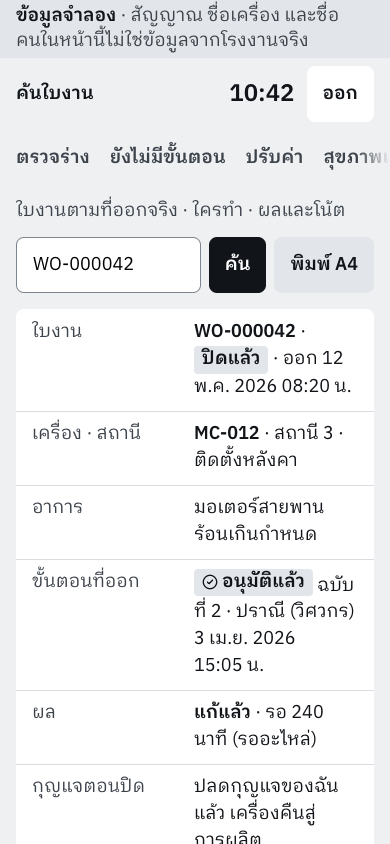 ข้อมูลจำลอง · สัญญาณ ชื่อเครื่อง และชื่อ
คนในหน้านี้ไม่ใช่ข้อมูลจากโรงงานจริง
ค้นใบงาน 10:42 ออก
ตรวจร่าง ยังไม่มีขั้นตอน ปรับค่า สุขภาพ
ใบงานตามที่ออกจริง · ใครทำ · ผลและโน้ต
WO-000042 ค้น พิมพ์ A4
ใบงาน WO-000042 ·
ปิดแล้ว · ออก 12
พ.ค. 2026 08:20 น.
เครื่อง · สถานี MC-012 · สถานี 3 ·
ติดตั้งหลังคา
อาการ มอเตอร์สายพาน
ร้อนเกินกำหนด
ขั้นตอนที่ออก อนุมัติแล้ว ฉบับ
ที่ 2 · ปราณี (วิศวกร)
3 เม.ย. 2026
15:05 น.
ผล แก้แล้ว · รอ 240
นาที (รออะไหล่)
กุญแจตอนปิด ปลดกุญแจของฉัน
แล้ว เครื่องคืนสู่
การผลิต